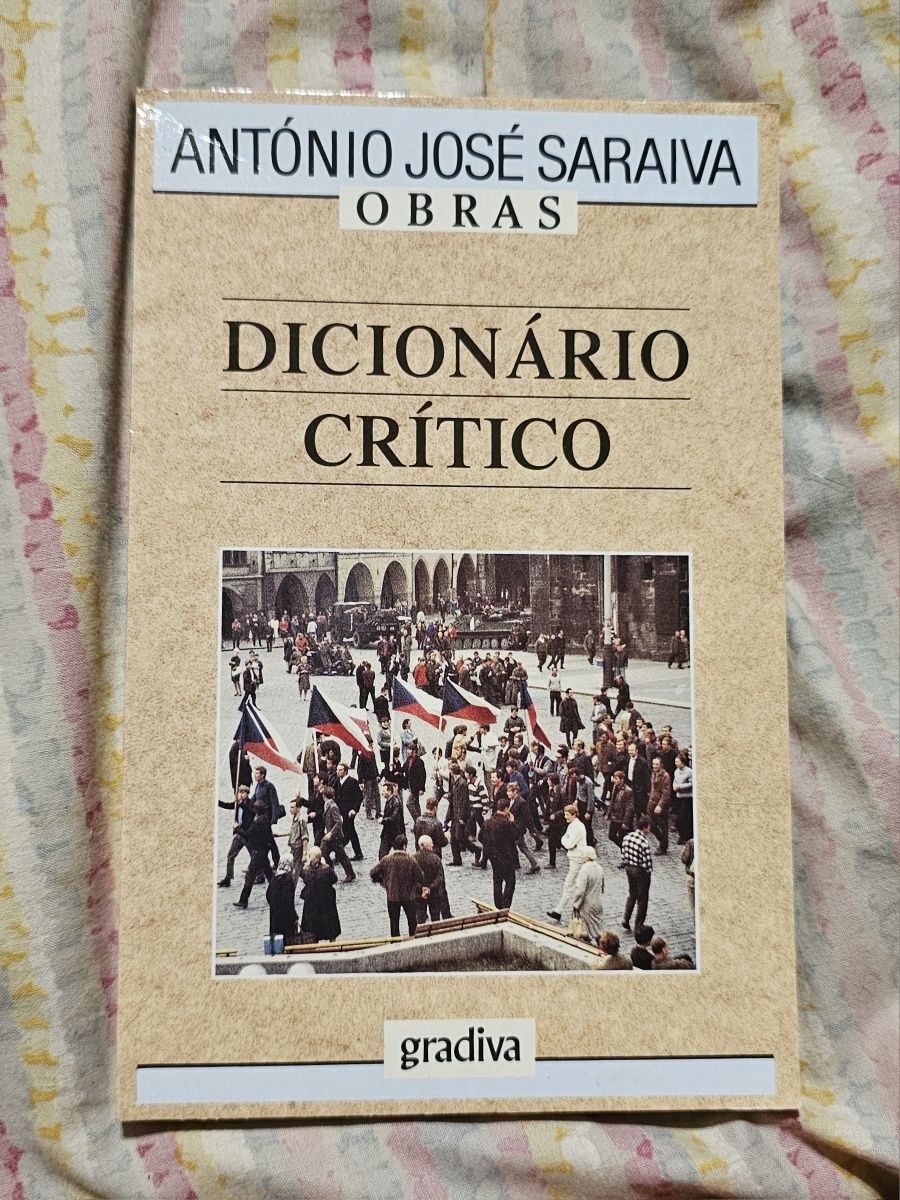 ANTÓNIO JOSÉ SARAIVA
OBRAS
DICIONÁRIO
CRÍTICO
gradiva